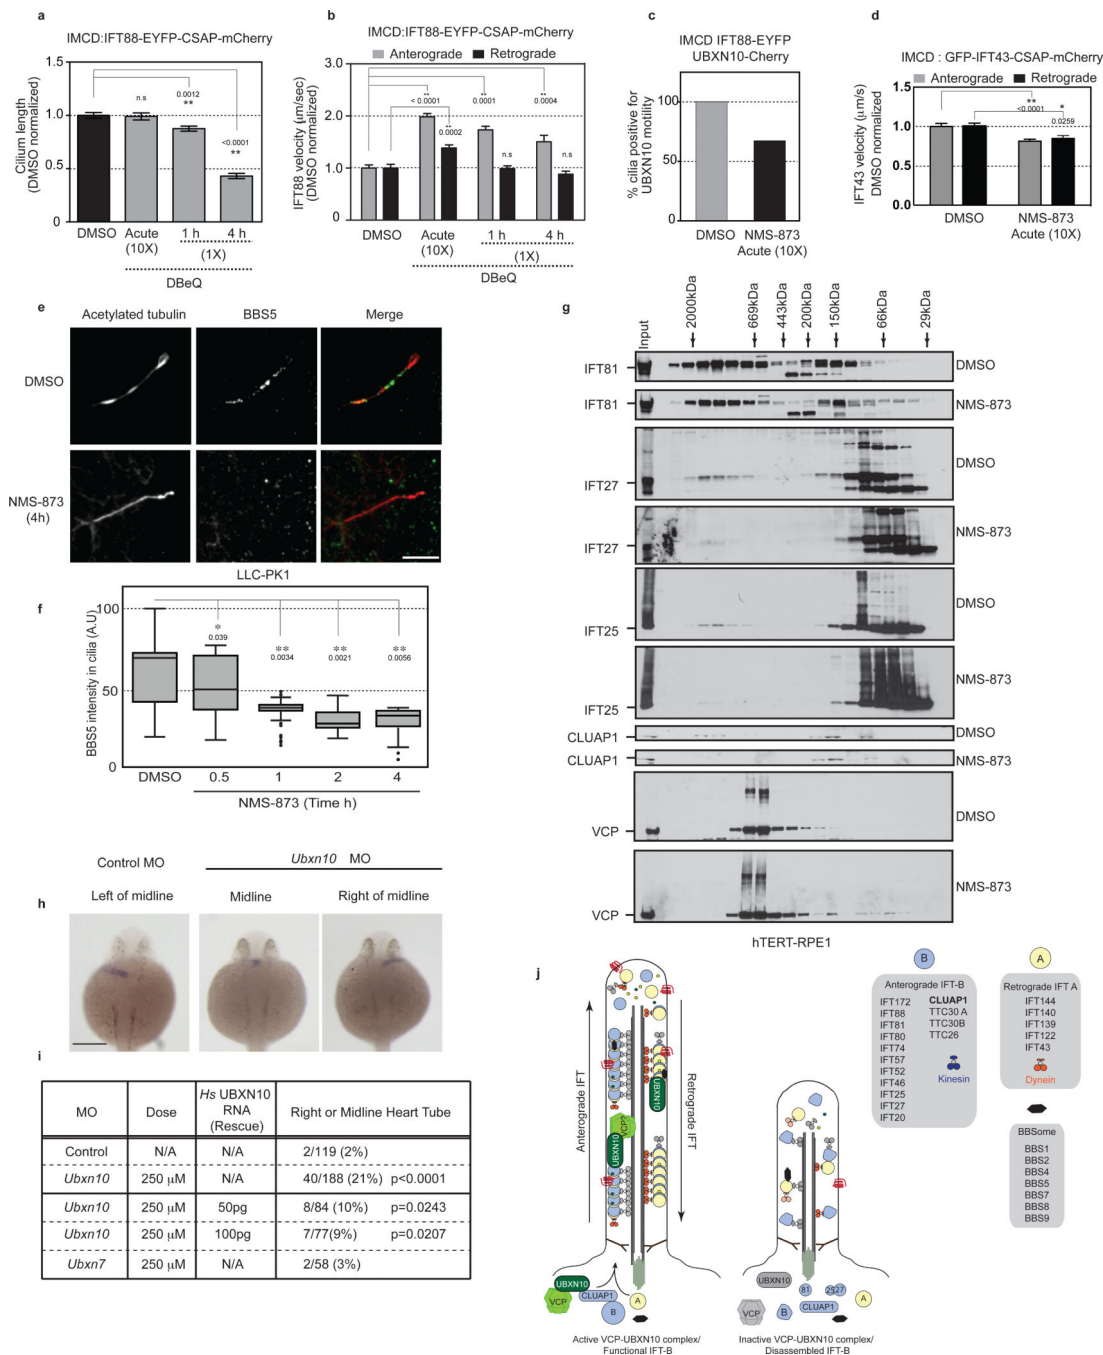 a
IMCD:IFT88-EYFP-CSAP-mCherry
Cilium length
(DMSO normalized)
1.5
1.0
0.5
0
n.s
0.0012
**
<0.0001
**
DMSO
Acute
(10X)
1 h
4 h
(1X)
DBeQ
b
IMCD:IFT88-EYFP-CSAP-mCherry
Anterograde
Retrograde
IFT88 velocity (µm/sec)
(DMSO normalized)
3.0
2.0
1.0
0
**
< 0.0001
**
0.0002
**
<0.0001
n.s
**
0.0004
n.s
DMSO
Acute
(10X)
1 h
4 h
(1X)
DBeQ
c
IMCD IFT88-EYFP
UBXN10-Cherry
% cilia positive for
UBXN10 motility
100
50
0
DMSO
NMS-873
Acute (10X)
d
IMCD : GFP-IFT43-CSAP-mCherry
Anterograde
Retrograde
IFT43 velocity (µm/s)
DMSO normalized
1.5
1.0
0.5
0.0
**
<0.0001
*
0.0259
DMSO
NMS-873
Acute (10X)
e
Acetylated tubulin
BBS5
Merge
DMSO
NMS-873
(4h)
LLC-PK1
f
BBS5 intensity in cilia (A.U)
100
50
0
*
0.039
**
0.0034
**
0.0021
**
0.0056
DMSO
0.5
1
2
4
NMS-873 (Time h)
g
Input
2000kDa
669kDa
443kDa
200kDa
150kDa
66kDa
29kDa
IFT81
DMSO
IFT81
NMS-873
IFT27
DMSO
IFT27
NMS-873
IFT25
DMSO
IFT25
NMS-873
CLUAP1
DMSO
CLUAP1
NMS-873
VCP
DMSO
VCP
NMS-873
hTERT-RPE1
h
Control MO
Ubxn10 MO
Left of midline
Midline
Right of midline
i
MO
Dose
Hs UBXN10
RNA
(Rescue)
Right or Midline Heart Tube
Control N/A N/A 2/119 (2%)
Ubxn10 250 µM N/A 40/188 (21%) p<0.0001
Ubxn10 250 µM 50pg 8/84 (10%) p=0.0243
Ubxn10 250 µM 100pg 7/77(9%) p=0.0207
Ubxn7 250 µM N/A 2/58 (3%)
j
Anterograde IFT
Retrograde IFT
UBXN10
VCP?
UBXN10
UBXN10
VCP
CLUAP1
B
A
Active VCP-UBXN10 complex/
Functional IFT-B
UBXN10
VCP
81
25
27
CLUAP1
B
A
Inactive VCP-UBXN10 complex/
Disassembled IFT-B
B
Anterograde IFT-B
IFT172
IFT88
IFT81
IFT80
IFT74
IFT57
IFT52
IFT46
IFT25
IFT27
IFT20
CLUAP1
TTC30 A
TTC30B
TTC26
Kinesin
A
Retrograde IFT A
IFT144
IFT140
IFT139
IFT122
IFT43
Dynein
BBSome
BBS1
BBS2
BBS4
BBS5
BBS7
BBS8
BBS9